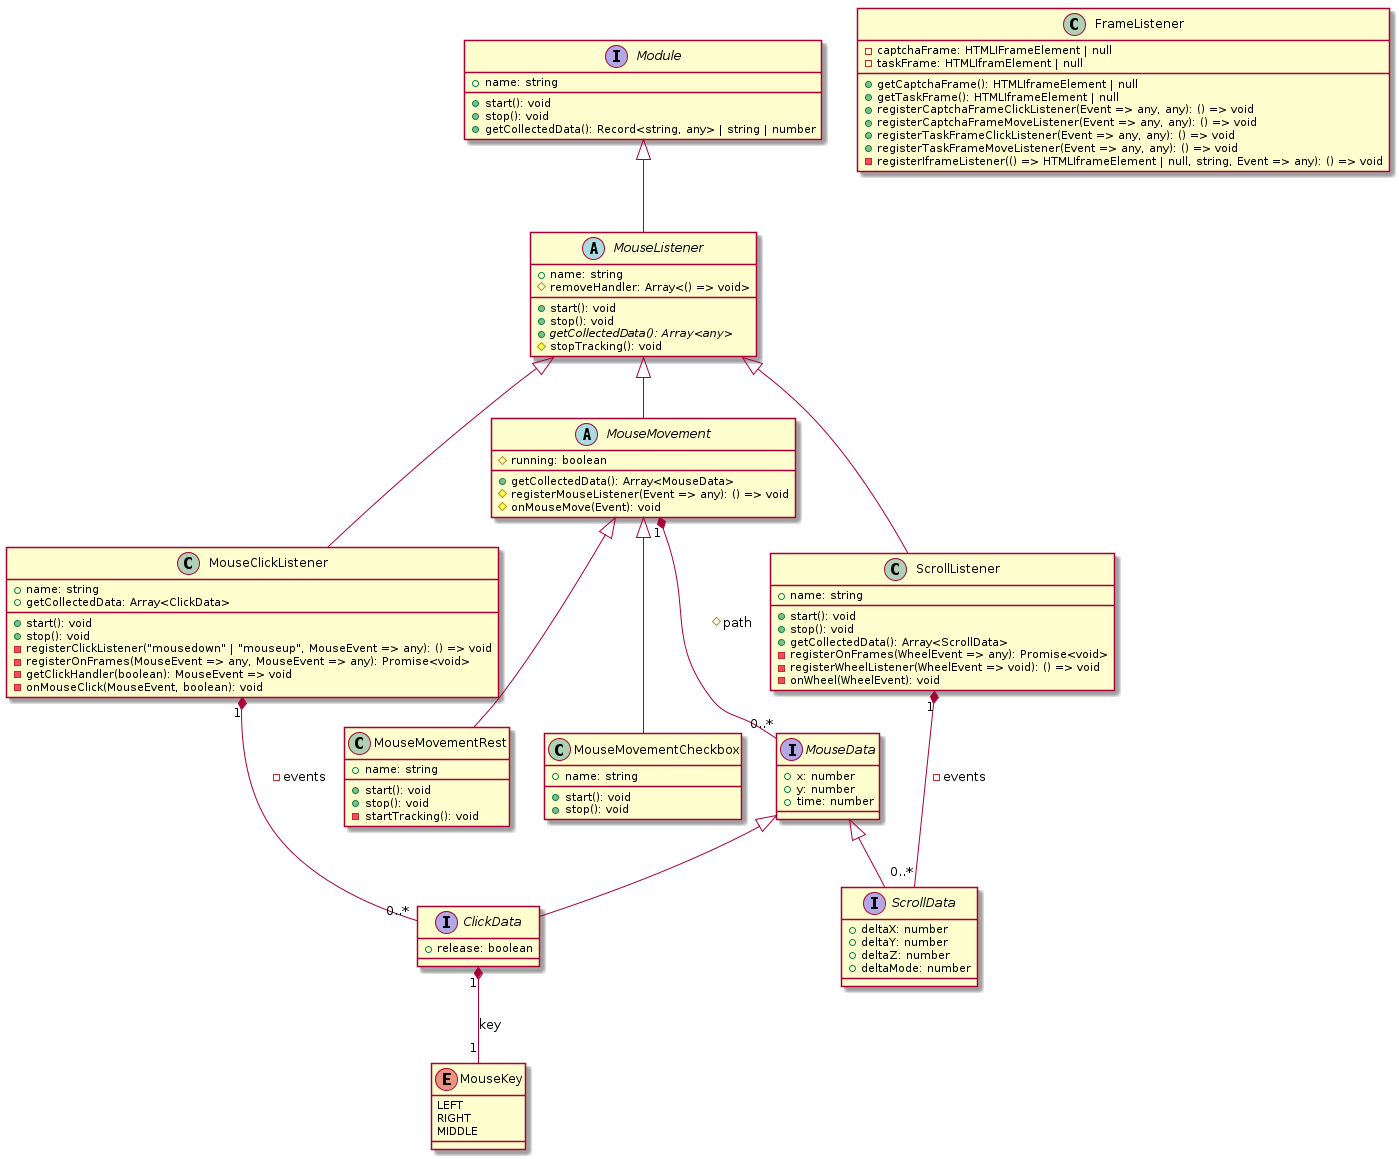 I Module
name: string
start(): void
stop(): void
getCollectedData(): Record<string, any> | string | number
C FrameListener
captchaFrame: HTMLIFrameElement | null
taskFrame: HTMLIframElement | null
getCaptchaFrame(): HTMLIframeElement | null
getTaskFrame(): HTMLIframeElement | null
registerCaptchaFrameClickListener(Event => any, any): () => void
registerCaptchaFrameMoveListener(Event => any, any): () => void
registerTaskFrameClickListener(Event => any, any): () => void
registerTaskFrameMoveListener(Event => any, any): () => void
registerIframeListener(() => HTMLIframeElement | null, string, Event => any): () => void
A MouseListener
name: string
removeHandler: Array<() => void>
start(): void
stop(): void
getCollectedData(): Array<any>
stopTracking(): void
A MouseMovement
running: boolean
getCollectedData(): Array<MouseData>
registerMouseListener(Event => any): () => void
onMouseMove(Event): void
1
path
0..*
C MouseClickListener
name: string
getCollectedData: Array<ClickData>
start(): void
stop(): void
registerClickListener("mousedown" | "mouseup", MouseEvent => any): () => void
registerOnFrames(MouseEvent => any, MouseEvent => any): Promise<void>
getClickHandler(boolean): MouseEvent => void
onMouseClick(MouseEvent, boolean): void
1
events
0..*
C ScrollListener
name: string
start(): void
stop(): void
getCollectedData(): Array<ScrollData>
registerOnFrames(WheelEvent => any): Promise<void>
registerWheelListener(WheelEvent => void): () => void
onWheel(WheelEvent): void
1
events
0..*
C MouseMovementRest
name: string
start(): void
stop(): void
startTracking(): void
C MouseMovementCheckbox
name: string
start(): void
stop(): void
I MouseData
x: number
y: number
time: number
I ClickData
release: boolean
1
key
1
I ScrollData
deltaX: number
deltaY: number
deltaZ: number
deltaMode: number
E MouseKey
LEFT
RIGHT
MIDDLE